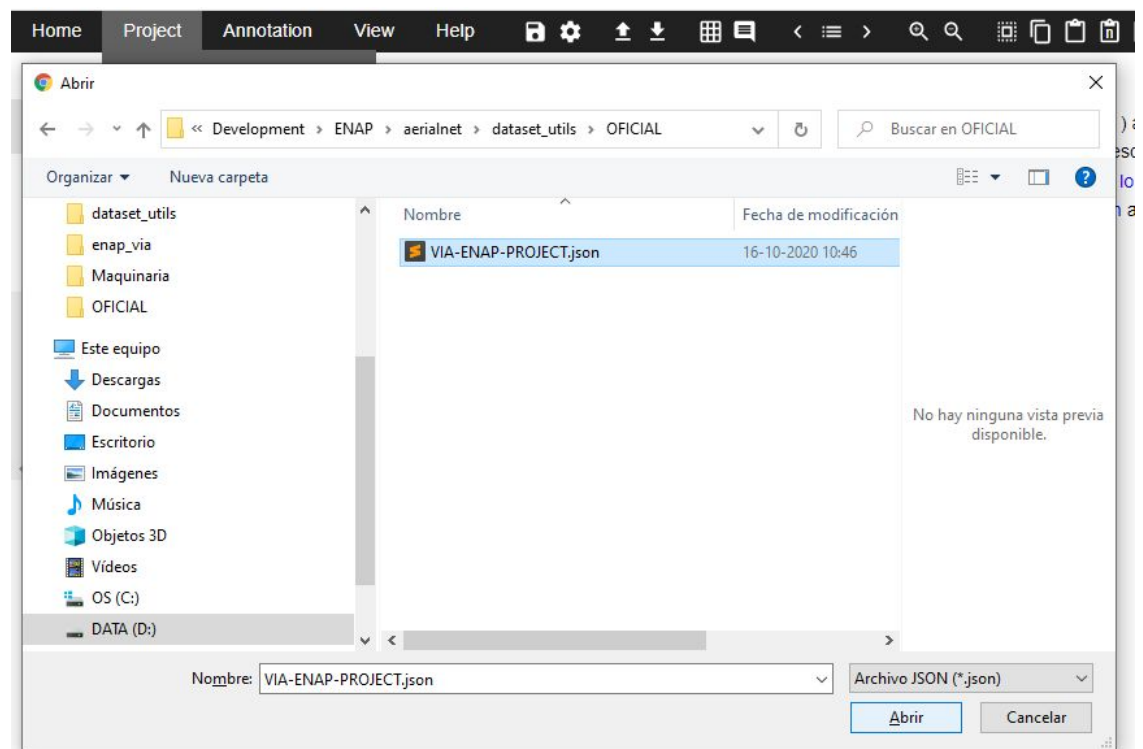 Home Project Annotation View Help
Abrir
« Development › ENAP › aerialnet › dataset_utils › OFICIAL
Buscar en OFICIAL
Organizar Nueva carpeta
dataset_utils
enap_via
Maquinaria
OFICIAL
Este equipo
Descargas
Documentos
Escritorio
Imágenes
Música
Objetos 3D
Vídeos
OS (C:)
DATA (D:)
Nombre Fecha de modificación
VIA-ENAP-PROJECT.json 16-10-2020 10:46
No hay ninguna vista previa
disponible.
Nombre: VIA-ENAP-PROJECT.json Archivo JSON (*.json)
Abrir Cancelar